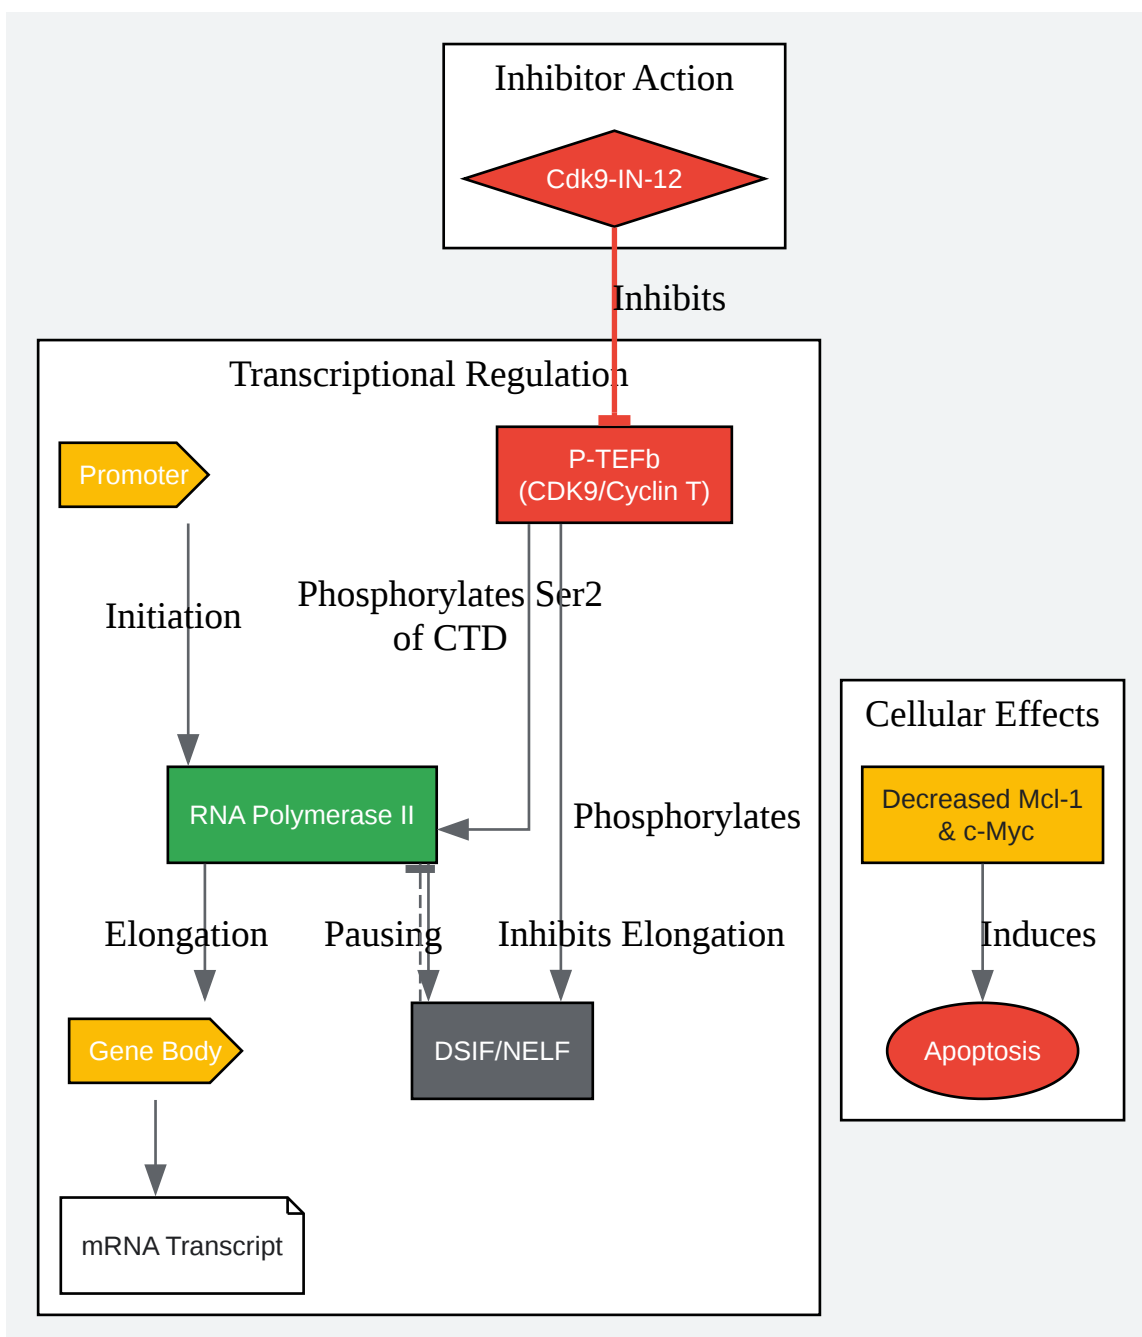 Inhibitor Action
Cdk9-IN-12
Inhibits
Transcriptional Regulation
Promoter
P-TEFb
(CDK9/Cyclin T)
Initiation
Phosphorylates Ser2
of CTD
RNA Polymerase II
Phosphorylates
Elongation
Pausing
Inhibits Elongation
Gene Body
DSIF/NELF
mRNA Transcript
Cellular Effects
Decreased Mcl-1
& c-Myc
Induces
Apoptosis